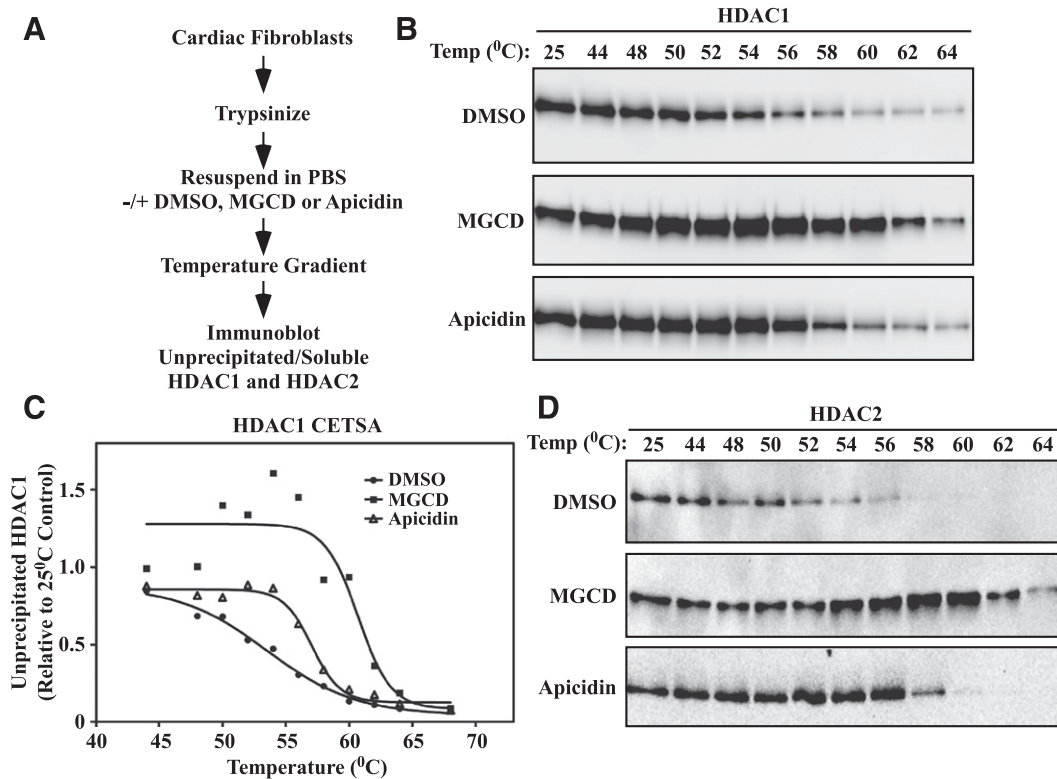 A
Cardiac Fibroblasts
Trypsinize
Resuspend in PBS
-/+ DMSO, MGCD or Apicidin
Temperature Gradient
Immunoblot
Unprecipitated/Soluble
HDAC1 and HDAC2
B
HDAC1
Temp (⁰C): 25 44 48 50 52 54 56 58 60 62 64
DMSO
MGCD
Apicidin
C
HDAC1 CETSA
Unprecipitated HDAC1
(Relative to 25⁰C Control)
1.5
1.0
0.5
0
DMSO
MGCD
Apicidin
40 45 50 55 60 65 70
Temperature (⁰C)
D
HDAC2
Temp (⁰C): 25 44 48 50 52 54 56 58 60 62 64
DMSO
MGCD
Apicidin